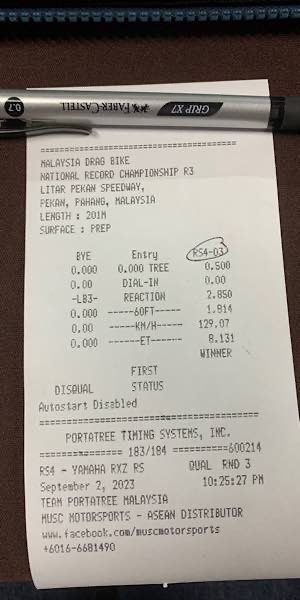 0.7 FABER-CASTELL GRIP X7
MALAYSIA DRAG BIKE
NATIONAL RECORD CHAMPIONSHIP R3
LITAR PEKAN SPEEDWAY,
PEKAN, PAHANG, MALAYSIA
LENGTH : 201M
SURFACE : PREP
BYE Entry RS4-03
0.000 0.000 TREE 0.500
0.00 DIAL-IN 0.00
-LB3- REACTION 2.850
0.000 -----60FT----- 1.814
0.00 -----KM/H----- 129.07
0.000 ------ET------ 8.131
WINNER
FIRST
DISQUAL STATUS
Autostart Disabled
PORTATREE TIMING SYSTEMS, INC.
============ 183/184 =========600214
RS4 - YAMAHA RXZ RS QUAL RND 3
September 2, 2023 10:25:27 PM
TEAM PORTATREE MALAYSIA
MUSC MOTORSPORTS - ASEAN DISTRIBUTOR
www.facebook.com/muscmotorsports
+6016-6681490